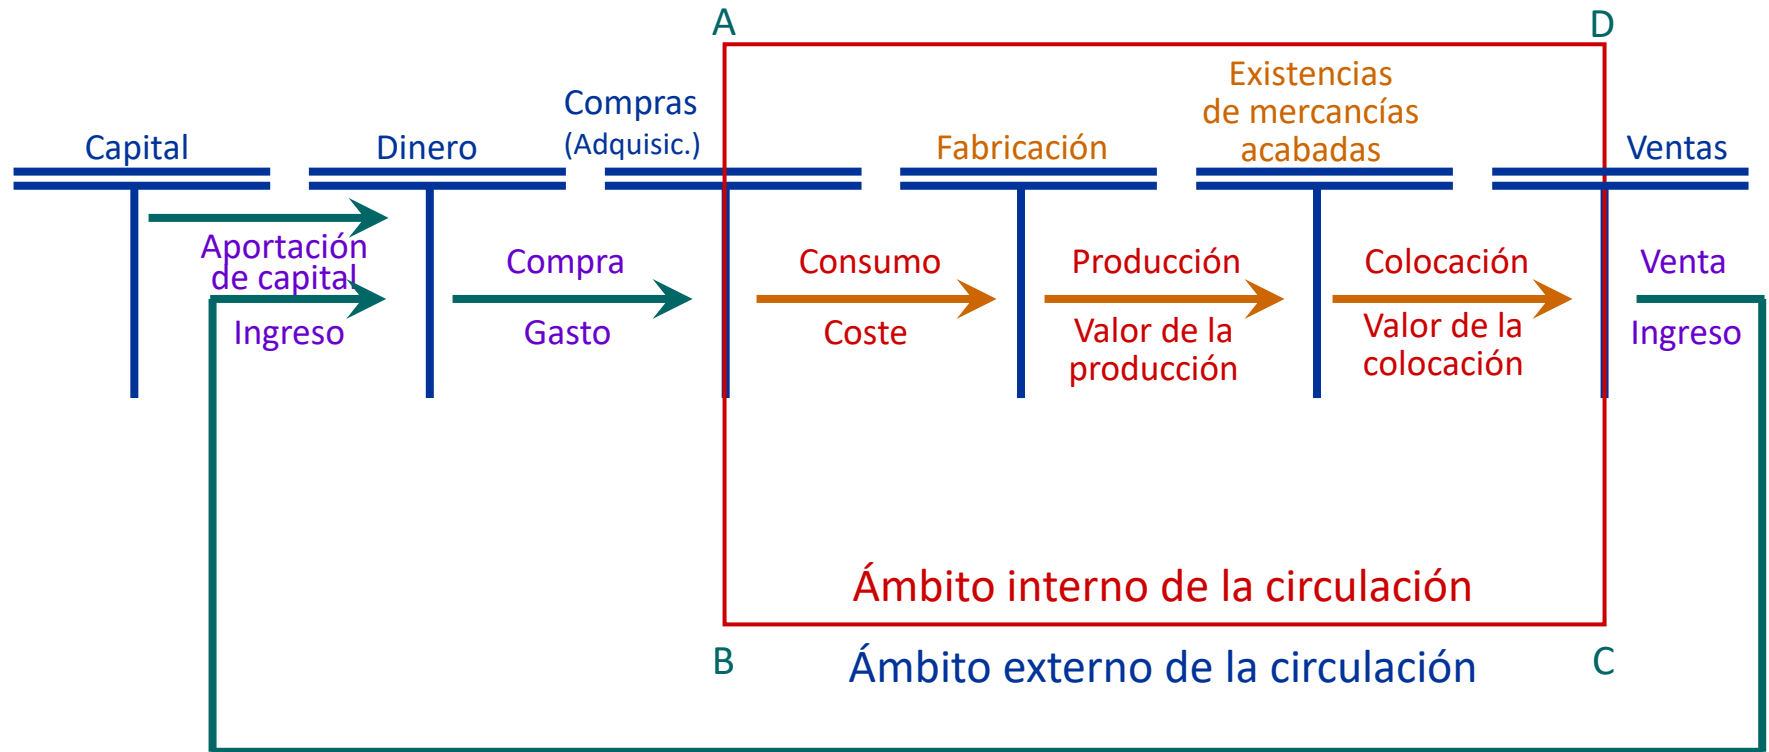 A
D
Capital
Dinero
Compras
(Adquisic.)
Fabricación
Existencias
de mercancías
acabadas
Ventas
Aportación
de capital
Ingreso
Compra
Gasto
Consumo
Coste
Producción
Valor de la
producción
Colocación
Valor de la
colocación
Venta
Ingreso
Ámbito interno de la circulación
B
Ámbito externo de la circulación
C